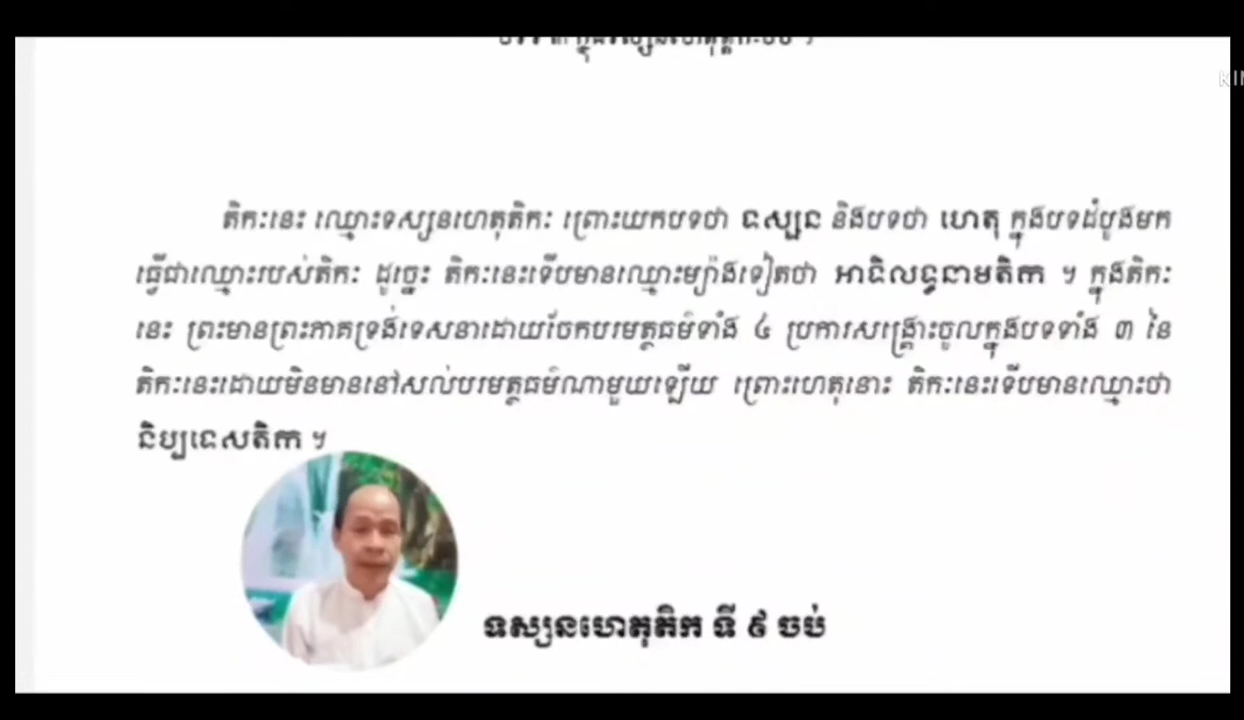 តិកៈនេះ ឈ្មោះទស្សនហេតុតិកៈ ព្រោះយកបទថា ទស្សន និងបទថា ហេតុ ក្នុងបទដំបូងមក
ធ្វើជាឈ្មោះរបស់តិកៈ ដូច្នេះ តិកៈនេះទើបមានឈ្មោះម្យ៉ាងទៀតថា អាទិលទ្ធនាមតិកា ។ ក្នុងតិកៈ
នេះ ព្រះមានព្រះភាគទ្រង់ទេសនាដោយចែកបរមត្ថធម៌ទាំង ៤ ប្រការសង្គ្រោះចូលក្នុងបទទាំង ៣ នៃ
តិកៈនេះដោយមិនមាននៅសល់បរមត្ថធម៌ណាមួយឡើយ ព្រោះហេតុនោះ តិកៈនេះទើបមានឈ្មោះថា
និប្បទេសតិកា ។
ទស្សនហេតុតិក ទី ៩ ចប់